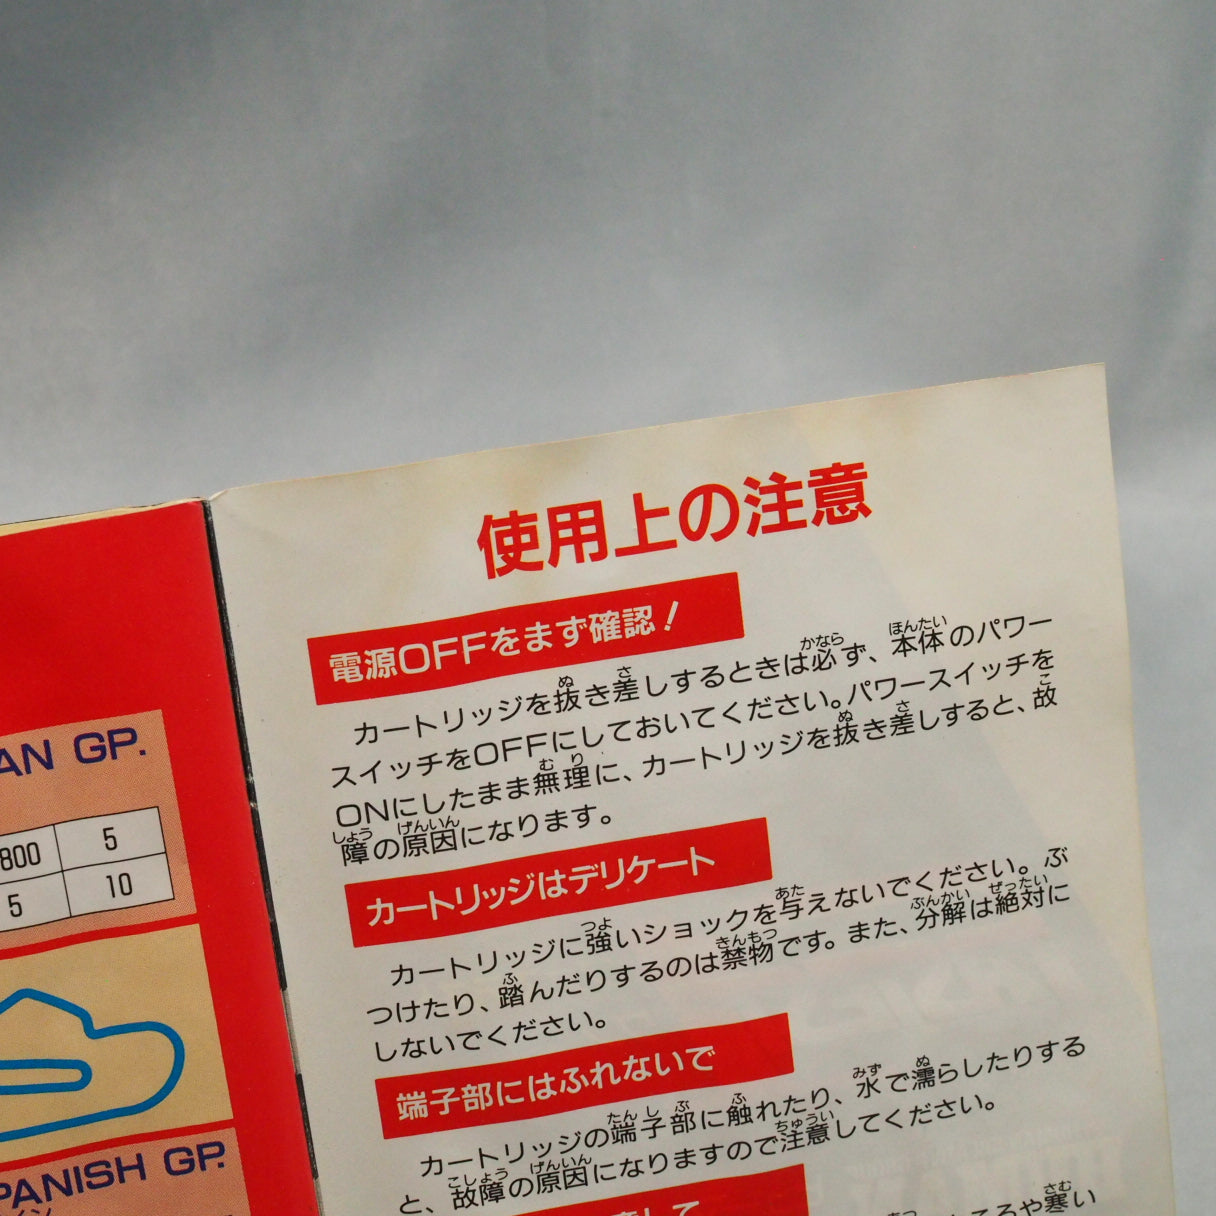 AN GP.
800 5
5 10
PANISH GP.
イン
使用上の注意
電源OFFをまず確認！
カートリッジを抜き差しするときは必ず、本体のパワー
スイッチをOFFにしておいてください。パワースイッチを
ONにしたまま無理に、カートリッジを抜き差しすると、故
障の原因になります。
カートリッジはデリケート
カートリッジに強いショックを与えないでください。ぶ
つけたり、踏んだりするのは禁物です。また、分解は絶対に
しないでください。
端子部にはふれないで
カートリッジの端子部に触れたり、水で濡らしたりする
と、故障の原因になりますので注意してください。
意して
ころや寒い